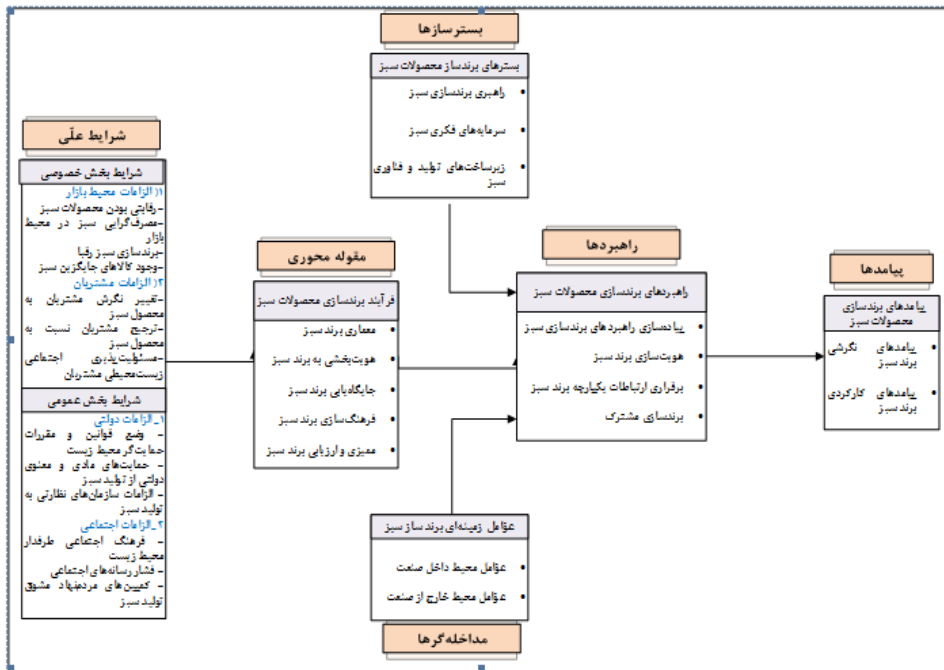 بسترسازها
بسترهای برندساز محصولات سبز
• راهبری برندسازی سبز
• سرمایه‌های فکری سبز
• زیرساخت‌های تولید و فناوری
سبز
شرایط علّی
شرایط بخش خصوصی
۱) الزامات محیط بازار
-رقابتی بودن محصولات سبز
-مصرف‌گرایی سبز در محیط
بازار
-برندسازی سبز رقبا
-وجود کالاهای جایگزین سبز
۲) الزامات مشتریان
-تغییر نگرش مشتریان به
محصول سبز
-ترجیح مشتریان نسبت به
محصول سبز
-مسئولیت‌پذیری اجتماعی
زیست‌محیطی مشتریان
شرایط بخش عمومی
۱_الزامات دولتی
- وضع قوانین و مقررات
حمایت‌گر محیط زیست
- حمایت‌های مادی و معنوی
دولتی از تولید سبز
- الزامات سازمان‌های نظارتی به
تولید سبز
۲_الزامات اجتماعی
- فرهنگ اجتماعی طرفدار
محیط زیست
- فشار رسانه‌های اجتماعی
- کمپین‌های مردم‌نهاد مشوق
تولید سبز
مقوله محوری
فرآیند برندسازی محصولات سبز
• معماری برند سبز
• هویت‌بخشی به برند سبز
• جایگاه‌یابی برند سبز
• فرهنگ‌سازی برند سبز
• ممیزی و ارزیابی برند سبز
راهبردها
راهبردهای برندسازی محصولات سبز
• پیاده‌سازی راهبردهای برندسازی سبز
• هویت‌سازی برند سبز
• برقراری ارتباطات یکپارچه برند سبز
• برندسازی مشترک
پیامدها
پیامدهای برندسازی
محصولات سبز
• پیامدهای نگرشی
برند سبز
• پیامدهای کارکردی
برند سبز
عوامل زمینه‌ای برند ساز سبز
• عوامل محیط داخل صنعت
• عوامل محیط خارج از صنعت
مداخله‌گرها